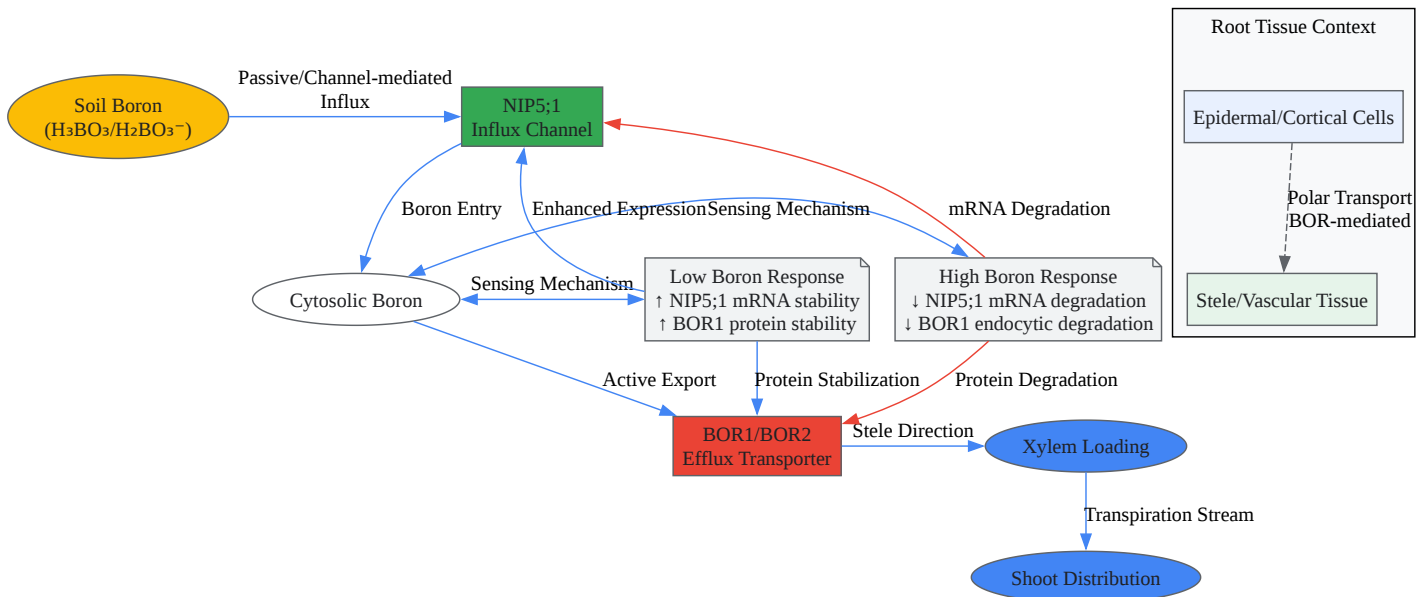 Root Tissue Context
Passive/Channel-mediated
Influx
Soil Boron
(H₃BO₃/H₂BO₃⁻)
NIP5;1
Influx Channel
Epidermal/Cortical Cells
Boron Entry
Enhanced Expression
Sensing Mechanism
mRNA Degradation
Polar Transport
BOR-mediated
Cytosolic Boron
Sensing Mechanism
Low Boron Response
↑ NIP5;1 mRNA stability
↑ BOR1 protein stability
High Boron Response
↓ NIP5;1 mRNA degradation
↓ BOR1 endocytic degradation
Stele/Vascular Tissue
Active Export
Protein Stabilization
Protein Degradation
BOR1/BOR2
Efflux Transporter
Stele Direction
Xylem Loading
Transpiration Stream
Shoot Distribution